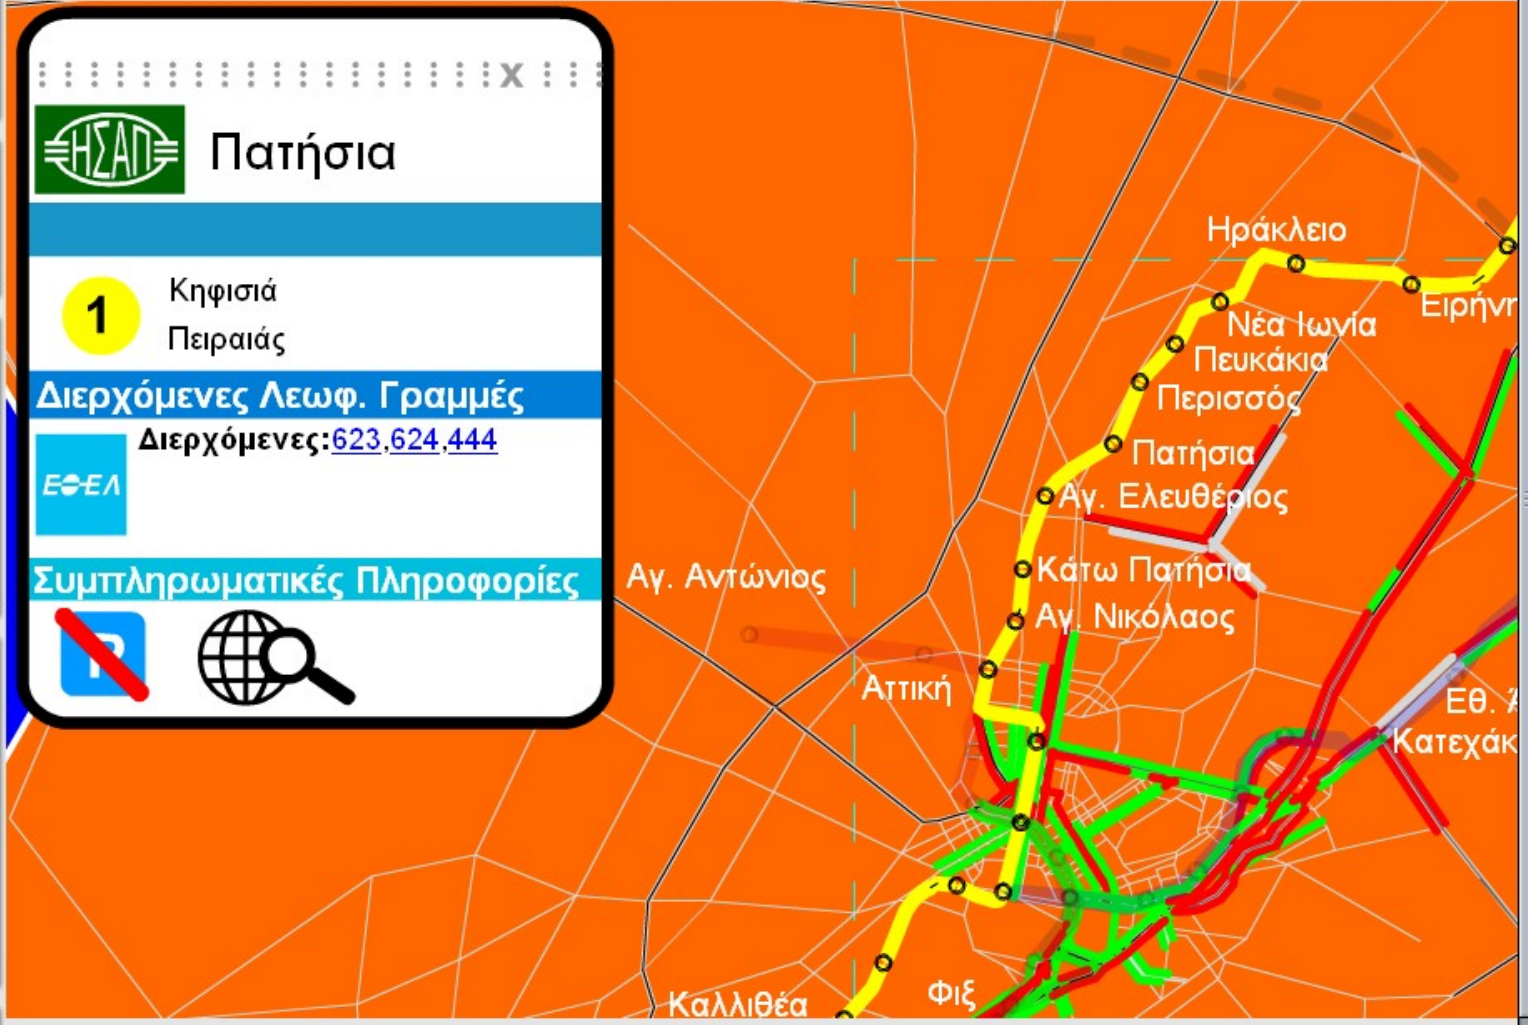 x
ΗΣΑΠ
Πατήσια
1
Κηφισιά
Πειραιάς
Διερχόμενες Λεωφ. Γραμμές
Διερχόμενες:623,624,444
ΕΘΕΛ
Συμπληρωματικές Πληροφορίες
P
Ηράκλειο
Ειρήνη
Νέα Ιωνία
Πευκάκια
Περισσός
Πατήσια
Αγ. Ελευθέριος
Κάτω Πατήσια
Αγ. Αντώνιος
Αγ. Νικόλαος
Αττική
Εθ. Ά
Κατεχάκ
Φιξ
Καλλιθέα